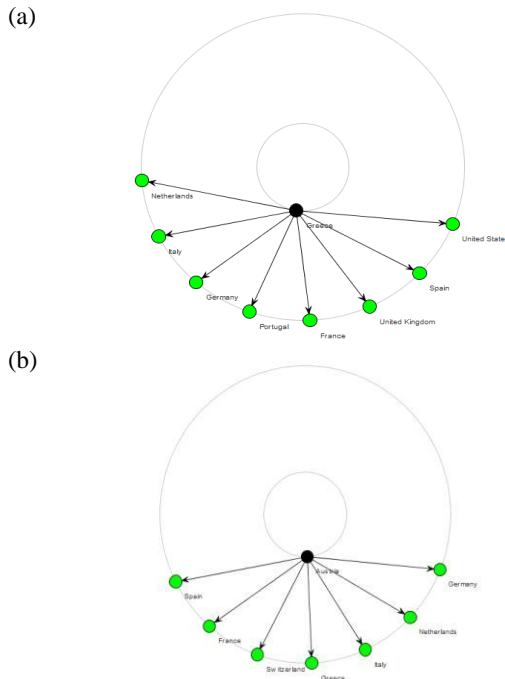 (a)
Netherlands
Greece
United State
Italy
Spain
Germany
Portugal
United Kingdom
France
(b)
Austria
Germany
Spain
Netherlands
France
Italy
Switzerland
Greece